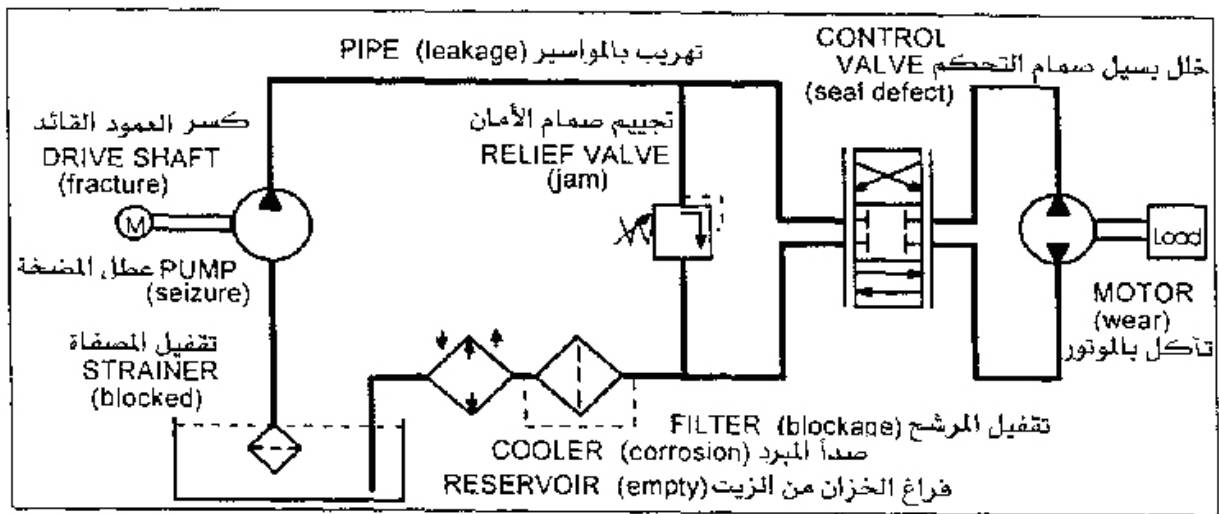 PIPE (leakage) تهريب بالمواسير
CONTROL
VALVE خلل بسيل صمام التحكم
(seal defect)
كسر العمود القائد
DRIVE SHAFT
(fracture)
تجييم صمام الأمان
RELIEF VALVE
(jam)
M
Load
PUMP عطل المضخة
(seizure)
MOTOR
(wear)
تآكل بالموتور
تقفيل المصفاة
STRAINER
(blocked)
FILTER (blockage) تقفيل المرشح
COOLER (corrosion) صدأ المبرد
RESERVOIR (empty) فراغ الخزان من الزيت